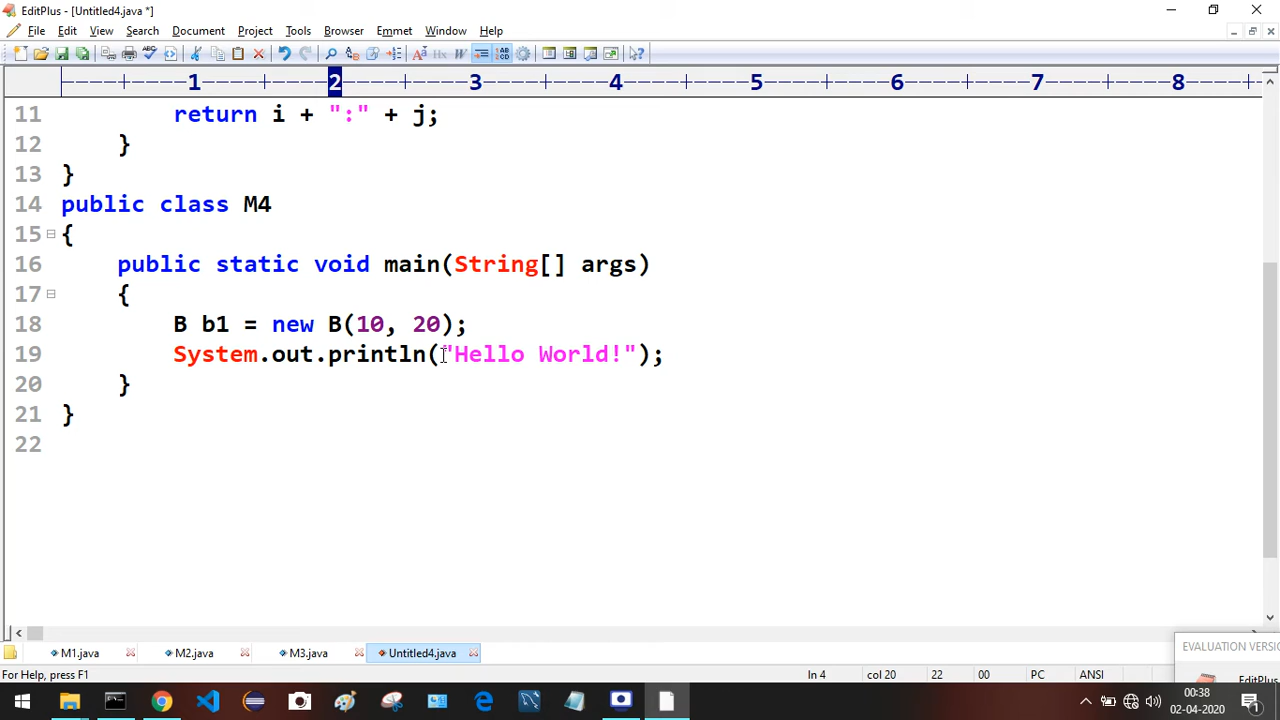 EditPlus - [Untitled4.java *]
File Edit View Search Document Project Tools Browser Emmet Window Help
----+----1----+----2----+----3----+----4----+----5----+----6----+----7----+----8----+-
11 return i + ":" + j;
12 }
13 }
14 public class M4
15 {
16 public static void main(String[] args)
17 {
18 B b1 = new B(10, 20);
19 System.out.println("Hello World!");
20 }
21 }
22
M1.java M2.java M3.java Untitled4.java
EVALUATION VERSI
For Help, press F1 ln 4 col 20 22 00 PC ANSI
EditPlus
00:38
02-04-2020